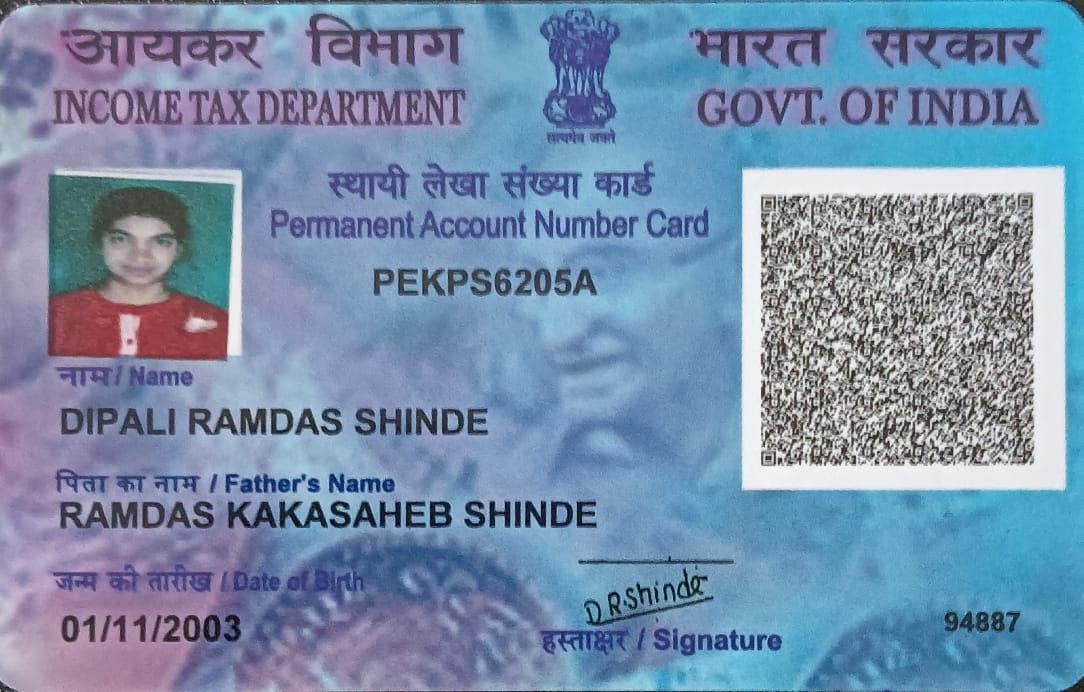 आयकर विभाग
INCOME TAX DEPARTMENT
सत्यमेव जयते
भारत सरकार
GOVT. OF INDIA
स्थायी लेखा संख्या कार्ड
Permanent Account Number Card
PEKPS6205A
नाम / Name
DIPALI RAMDAS SHINDE
पिता का नाम / Father's Name
RAMDAS KAKASAHEB SHINDE
जन्म की तारीख / Date of Birth
01/11/2003
D.R.Shinde
हस्ताक्षर / Signature
94887